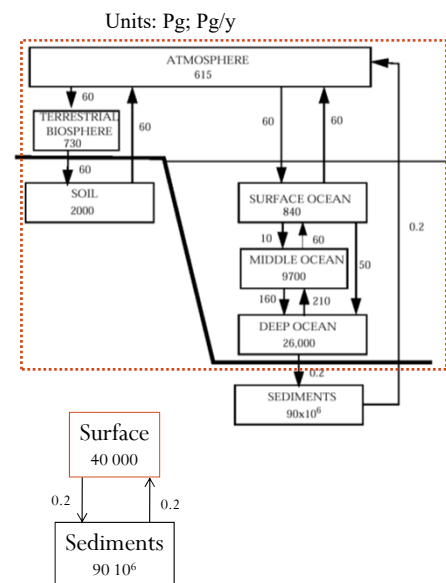 Units: Pg; Pg/y
ATMOSPHERE
615
60
60
60
60
TERRESTRIAL
BIOSPHERE
730
60
SOIL
2000
SURFACE OCEAN
840
0.2
10
60
50
MIDDLE OCEAN
9700
160
210
DEEP OCEAN
26,000
0.2
SEDIMENTS
90x10⁶
Surface
40 000
0.2
0.2
Sediments
90 10⁶